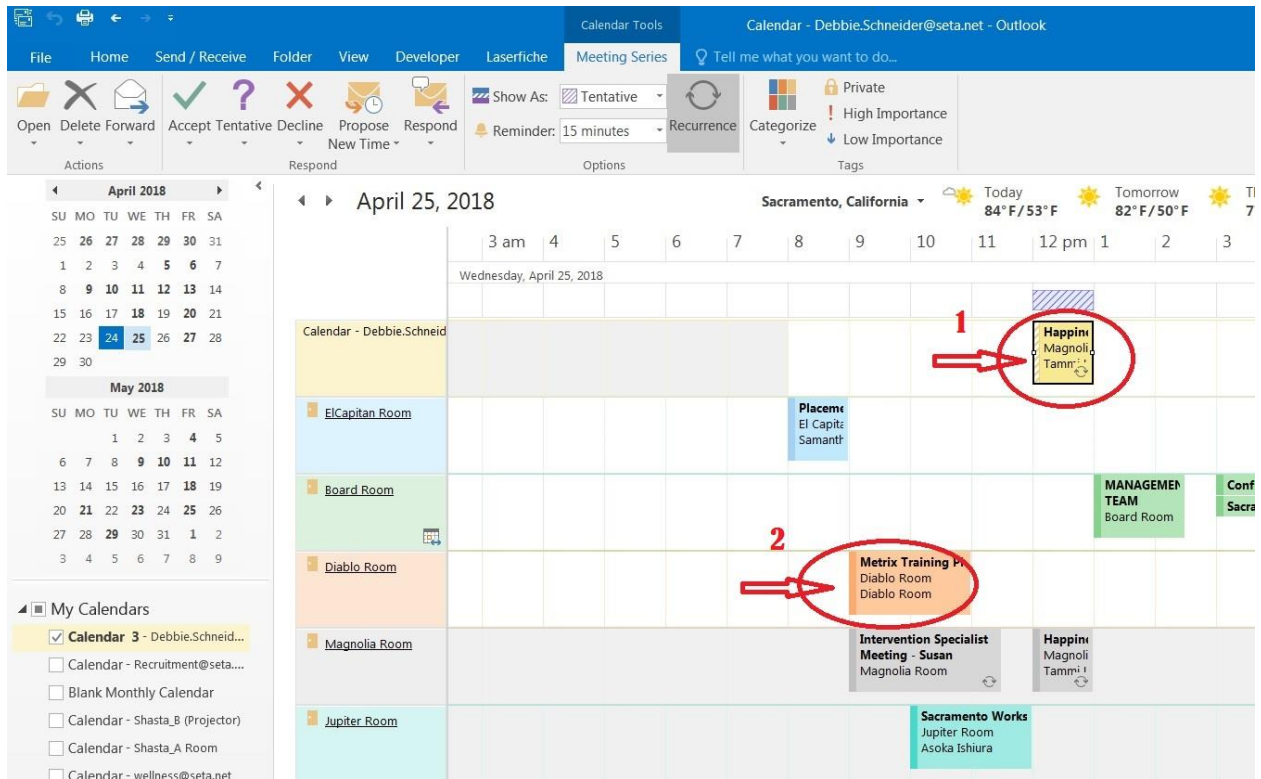 Calendar Tools
Calendar - Debbie.Schneider@seta.net - Outlook
File Home Send / Receive Folder View Developer Laserfiche Meeting Series Tell me what you want to do...
Open Delete Forward Accept Tentative Decline Propose New Time Respond
Show As: Tentative
Reminder: 15 minutes
Recurrence
Categorize
Private
High Importance
Low Importance
Actions Respond Options Tags
April 2018
SU MO TU WE TH FR SA
25 26 27 28 29 30 31
1 2 3 4 5 6 7
8 9 10 11 12 13 14
15 16 17 18 19 20 21
22 23 24 25 26 27 28
29 30
May 2018
SU MO TU WE TH FR SA
1 2 3 4 5
6 7 8 9 10 11 12
13 14 15 16 17 18 19
20 21 22 23 24 25 26
27 28 29 30 31 1 2
3 4 5 6 7 8 9
My Calendars
Calendar 3 - Debbie.Schneid...
Calendar - Recruitment@seta....
Blank Monthly Calendar
Calendar - Shasta_B (Projector)
Calendar - Shasta_A Room
Calendar - wellness@seta.net
April 25, 2018
Sacramento, California
Today
84°F/53°F
Tomorrow
82°F/50°F
7
3 am 4 5 6 7 8 9 10 11 12 pm 1 2 3
Wednesday, April 25, 2018
Calendar - Debbie.Schneid
1
Happin
Magnoli
Tammi
ElCapitan Room
Placeme
El Capita
Samanth
Board Room
MANAGEMEN
TEAM
Board Room
Conf
Sacra
2
Diablo Room
Metrix Training Pi
Diablo Room
Diablo Room
Magnolia Room
Intervention Specialist
Meeting - Susan
Magnolia Room
Happin
Magnoli
Tammi
Jupiter Room
Sacramento Works
Jupiter Room
Asoka Ishiura